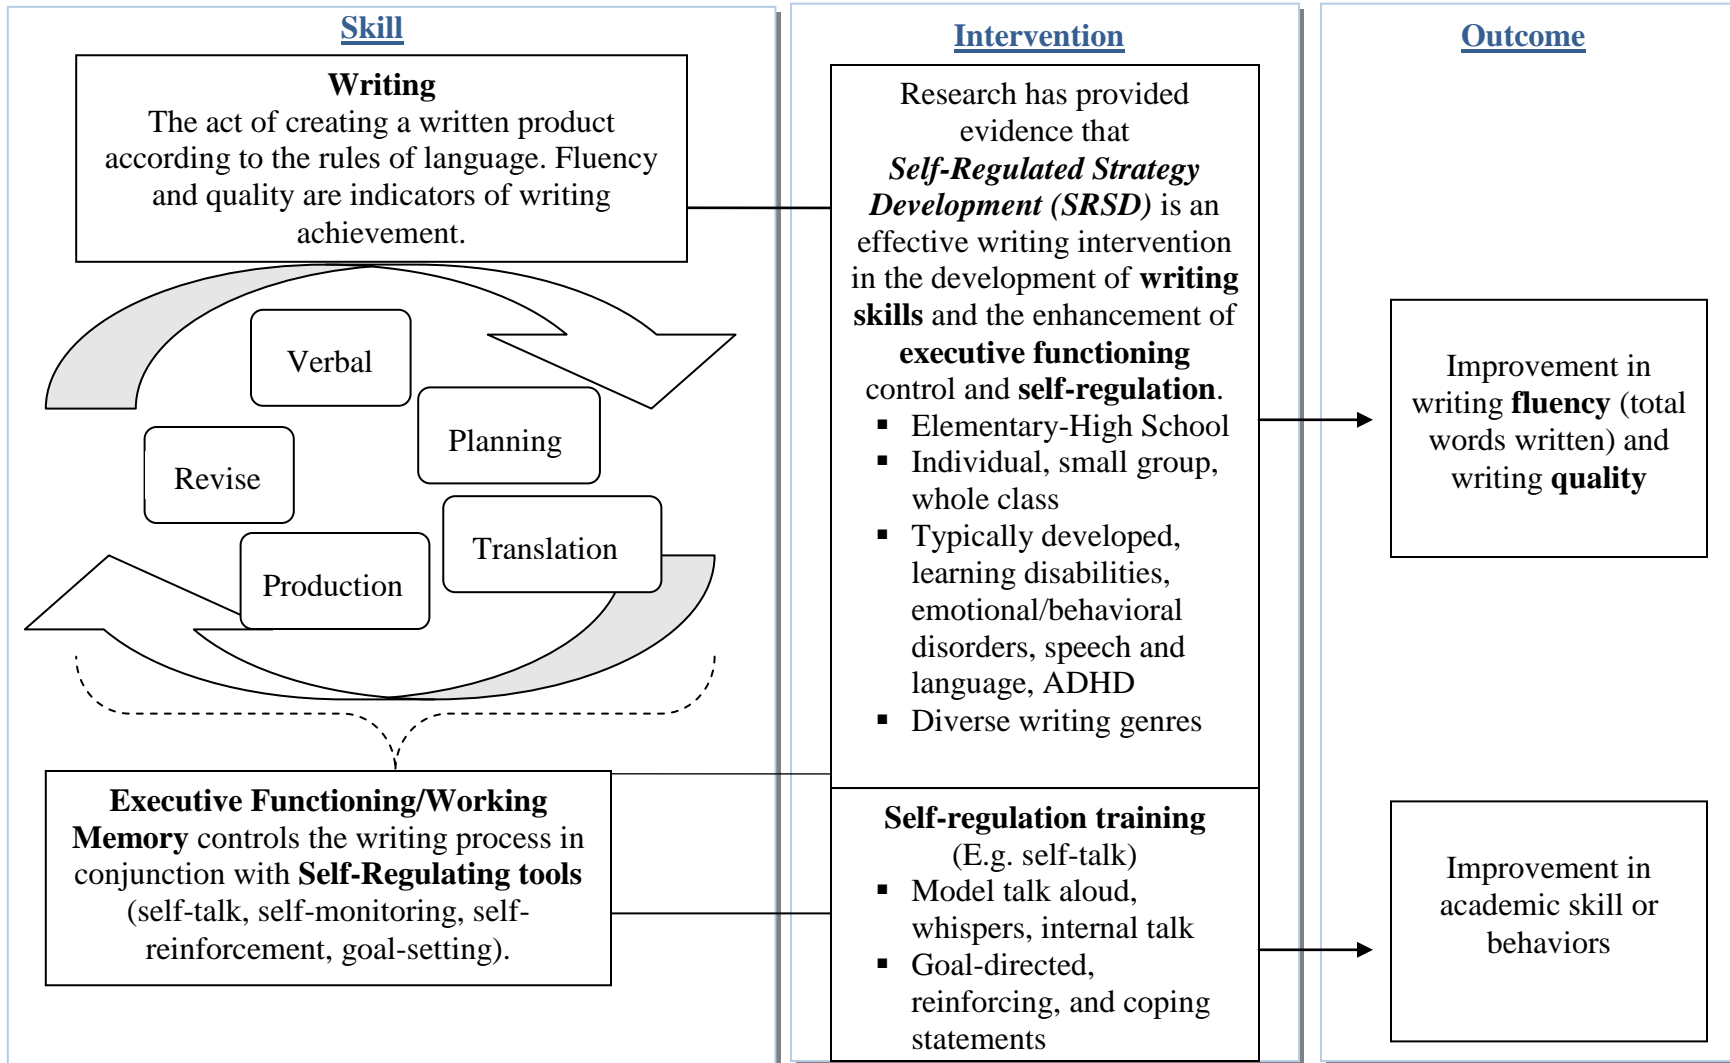 Skill
Writing
The act of creating a written product
according to the rules of language. Fluency
and quality are indicators of writing
achievement.
Verbal
Planning
Revise
Translation
Production
Executive Functioning/Working
Memory controls the writing process in
conjunction with Self-Regulating tools
(self-talk, self-monitoring, self-
reinforcement, goal-setting).
Intervention
Research has provided
evidence that
Self-Regulated Strategy
Development (SRSD) is an
effective writing intervention
in the development of writing
skills and the enhancement of
executive functioning
control and self-regulation.
▪ Elementary-High School
▪ Individual, small group,
whole class
▪ Typically developed,
learning disabilities,
emotional/behavioral
disorders, speech and
language, ADHD
▪ Diverse writing genres
Self-regulation training
(E.g. self-talk)
▪ Model talk aloud,
whispers, internal talk
▪ Goal-directed,
reinforcing, and coping
statements
Outcome
Improvement in
writing fluency (total
words written) and
writing quality
Improvement in
academic skill or
behaviors